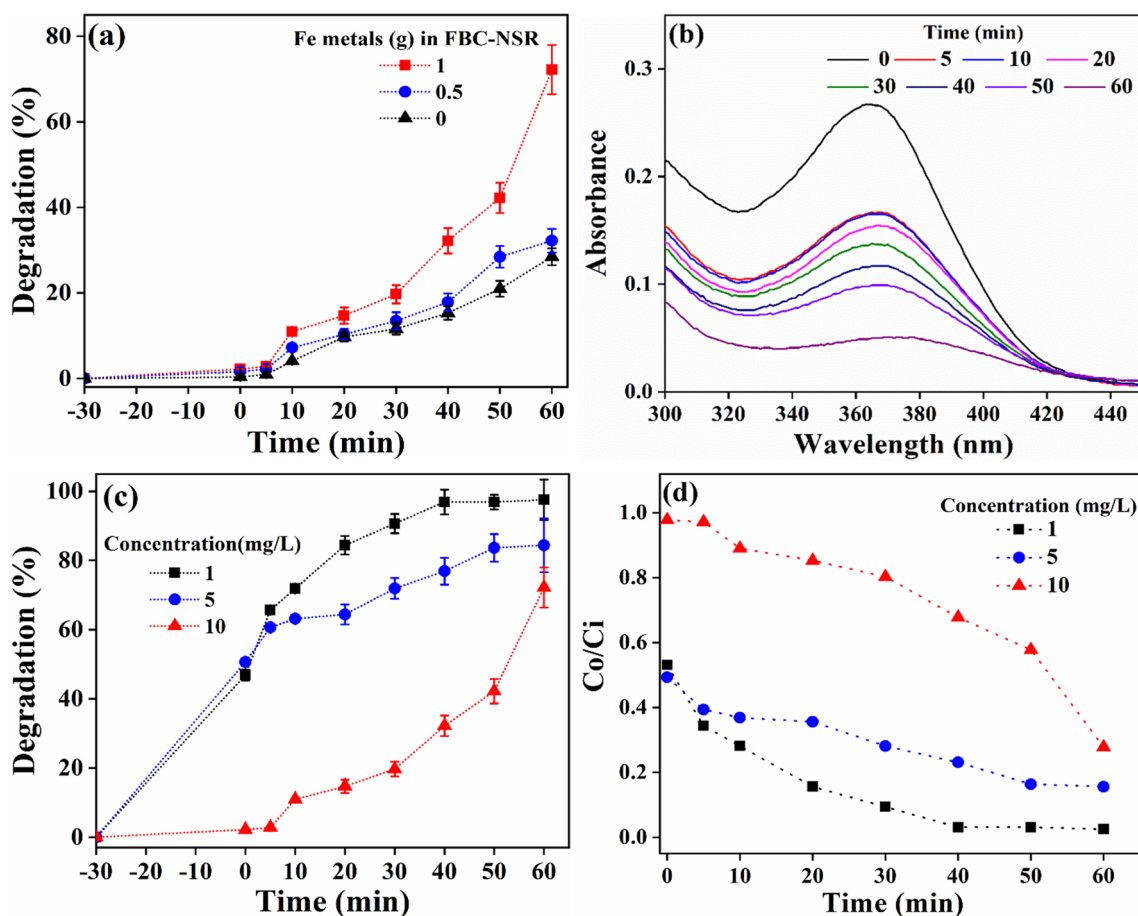 (a)
Fe metals (g) in FBC-NSR
1
0.5
0
80
60
40
20
0
Degradation (%)
-30 -20 -10 0 10 20 30 40 50 60
Time (min)
(b)
Time (min)
0 5 10 20
30 40 50 60
0.3
0.2
0.1
0.0
Absorbance
300 320 340 360 380 400 420 440
Wavelength (nm)
(c)
Concentration(mg/L)
1
5
10
100
80
60
40
20
0
Degradation (%)
-30 -20 -10 0 10 20 30 40 50 60
Time (min)
(d)
Concentration (mg/L)
1
5
10
1.0
0.8
0.6
0.4
0.2
0.0
Co/Ci
0 10 20 30 40 50 60
Time (min)